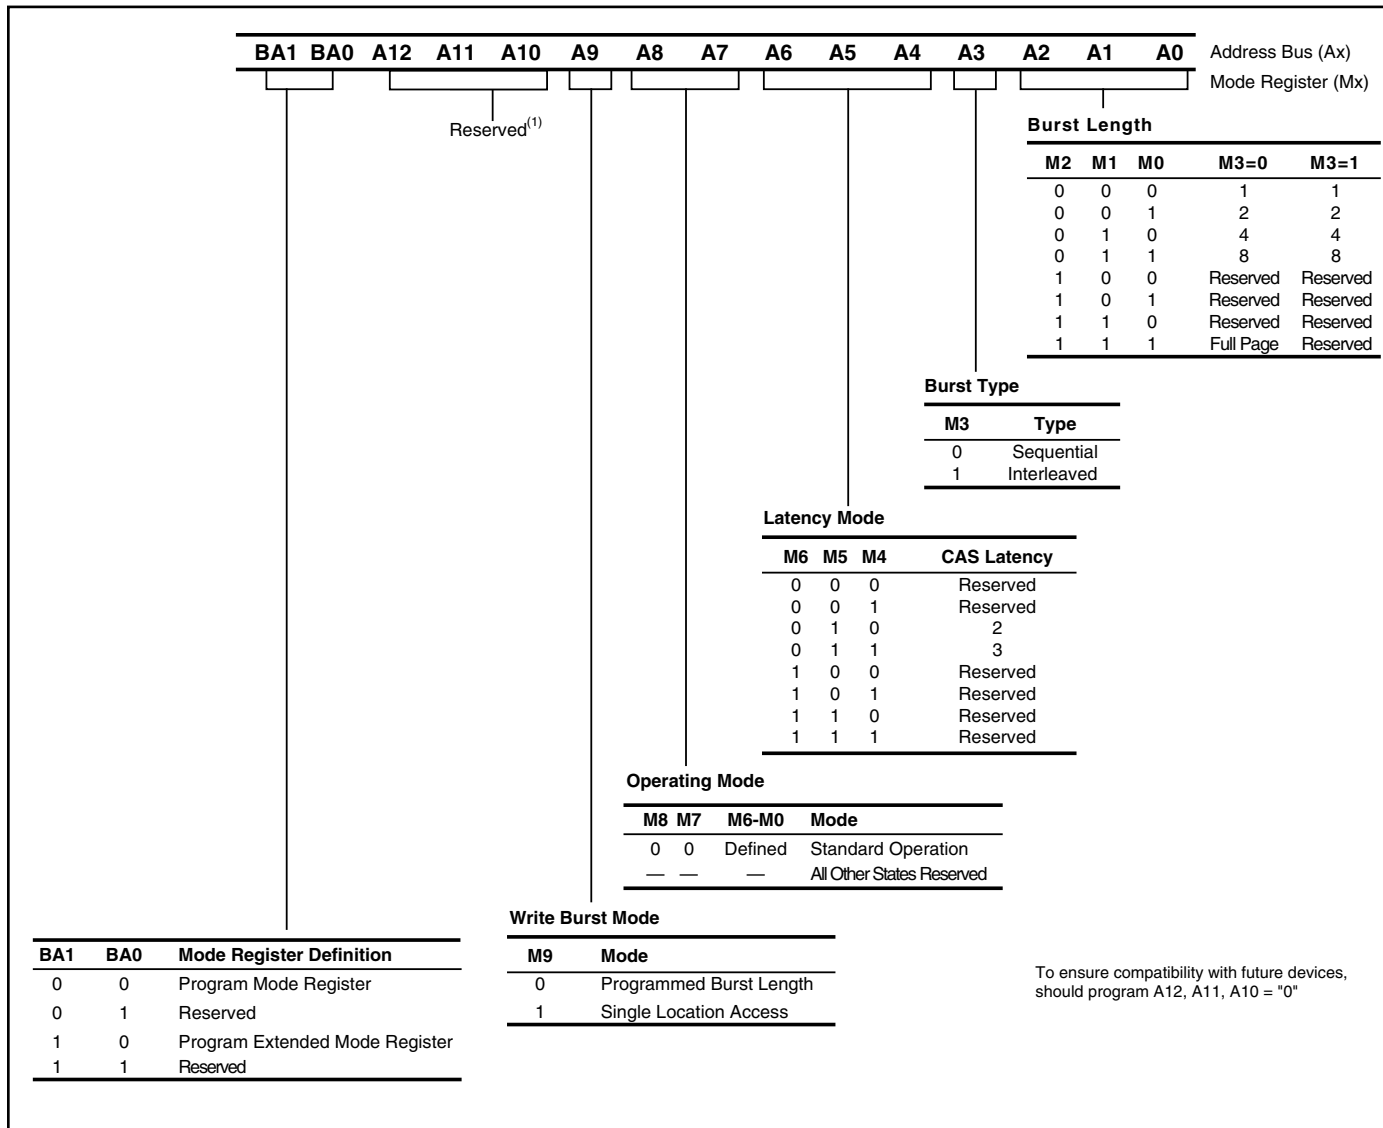 BA1 BA0 A12 A11 A10 A9 A8 A7 A6 A5 A4 A3 A2 A1 A0 Address Bus (Ax)
Mode Register (Mx)
Reserved(1)
Burst Length
M2 M1 M0 M3=0 M3=1
0 0 0 1 1
0 0 1 2 2
0 1 0 4 4
0 1 1 8 8
1 0 0 Reserved Reserved
1 0 1 Reserved Reserved
1 1 0 Reserved Reserved
1 1 1 Full Page Reserved
Burst Type
M3 Type
0 Sequential
1 Interleaved
Latency Mode
M6 M5 M4 CAS Latency
0 0 0 Reserved
0 0 1 Reserved
0 1 0 2
0 1 1 3
1 0 0 Reserved
1 0 1 Reserved
1 1 0 Reserved
1 1 1 Reserved
Operating Mode
M8 M7 M6-M0 Mode
0 0 Defined Standard Operation
— — — All Other States Reserved
Write Burst Mode
M9 Mode
0 Programmed Burst Length
1 Single Location Access
BA1 BA0 Mode Register Definition
0 0 Program Mode Register
0 1 Reserved
1 0 Program Extended Mode Register
1 1 Reserved
To ensure compatibility with future devices,
should program A12, A11, A10 = "0"